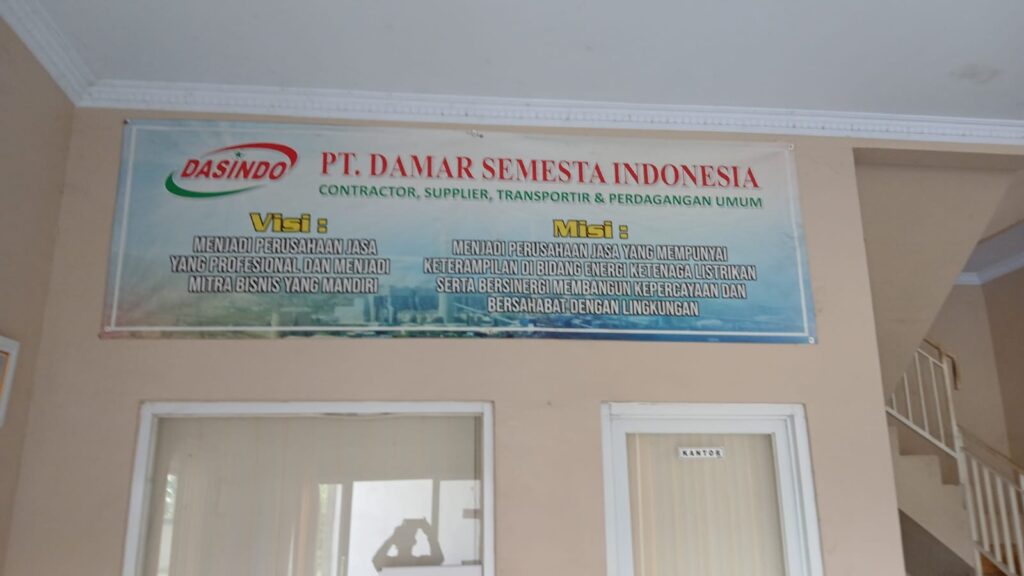 DASINDO
PT. DAMAR SEMESTA INDONESIA
CONTRACTOR, SUPPLIER, TRANSPORTIR & PERDAGANGAN UMUM
Visi :
MENJADI PERUSAHAAN JASA
YANG PROFESIONAL DAN MENJADI
MITRA BISNIS YANG MANDIRI
Misi :
MENJADI PERUSAHAAN JASA YANG MEMPUNYAI
KETERAMPILAN DI BIDANG ENERGI KETENAGA LISTRIKAN
SERTA BERSINERGI MEMBANGUN KEPERCAYAAN DAN
BERSAHABAT DENGAN LINGKUNGAN
KANTOR